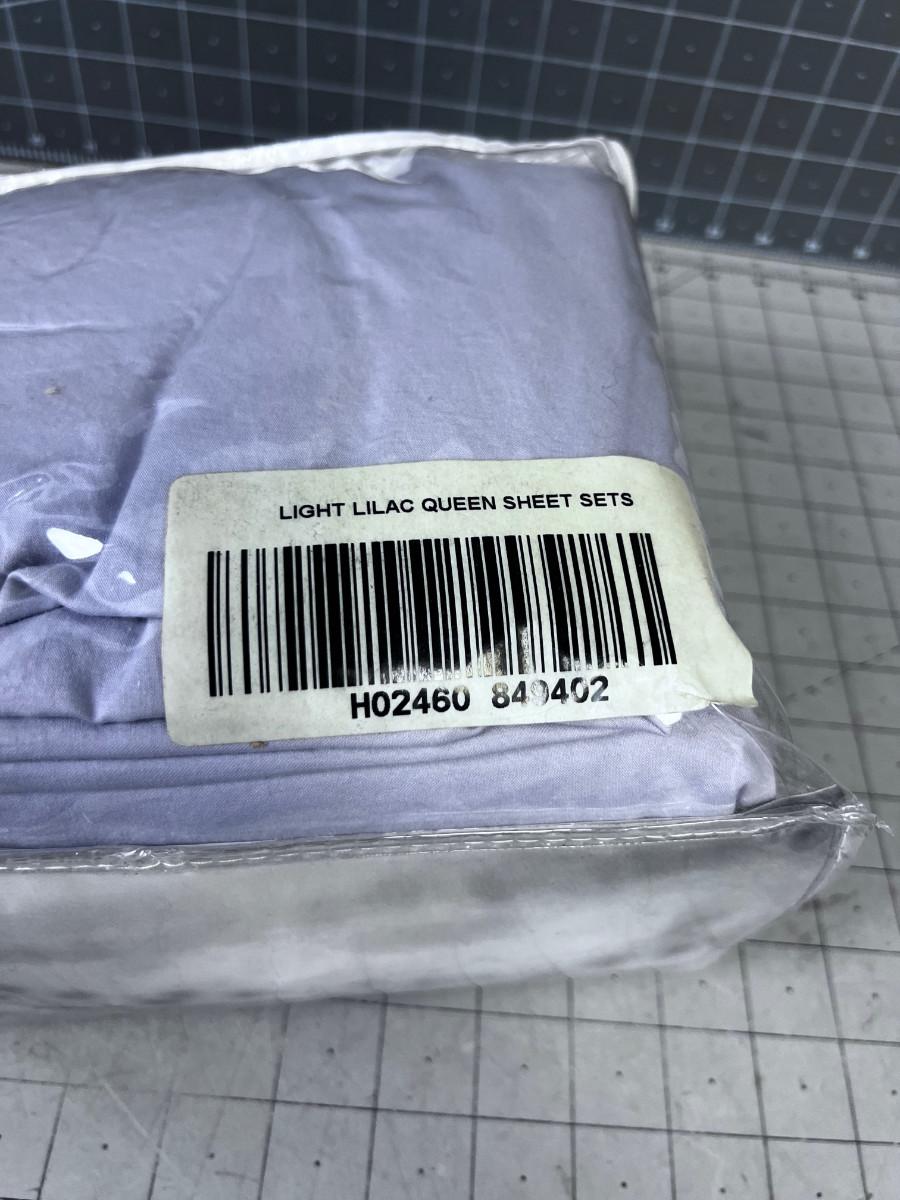 LIGHT LILAC QUEEN SHEET SETS
H02460 849402